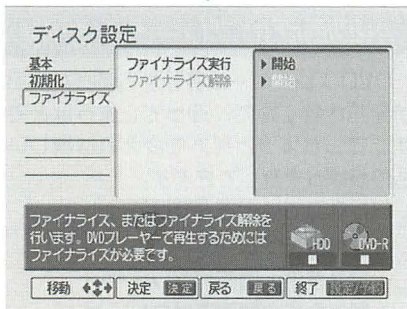 ディスク設定
基本
初期化
ファイナライズ
ファイナライズ実行
ファイナライズ解除
▶開始
▶開始
ファイナライズ、またはファイナライズ解除を
行います。DVDプレーヤーで再生するためには
ファイナライズが必要です。
HDD
DVD-R
移動 決定 決定 戻る 戻る 終了 設定/予約